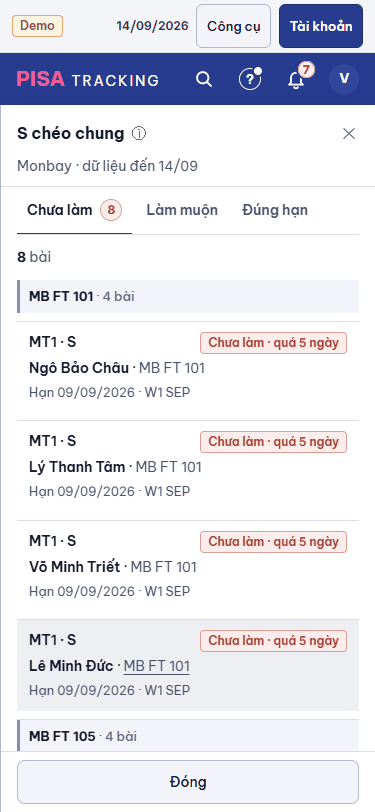 Demo
14/09/2026
Công cụ
Tài khoản
PISA TRACKING
?
7
V
S chéo chung
Monbay · dữ liệu đến 14/09
Chưa làm 8
Làm muộn
Đúng hạn
8 bài
MB FT 101 · 4 bài
MT1 · S
Chưa làm · quá 5 ngày
Ngô Bảo Châu · MB FT 101
Hạn 09/09/2026 · W1 SEP
MT1 · S
Chưa làm · quá 5 ngày
Lý Thanh Tâm · MB FT 101
Hạn 09/09/2026 · W1 SEP
MT1 · S
Chưa làm · quá 5 ngày
Võ Minh Triết · MB FT 101
Hạn 09/09/2026 · W1 SEP
MT1 · S
Chưa làm · quá 5 ngày
Lê Minh Đức · MB FT 101
Hạn 09/09/2026 · W1 SEP
MB FT 105 · 4 bài
Đóng